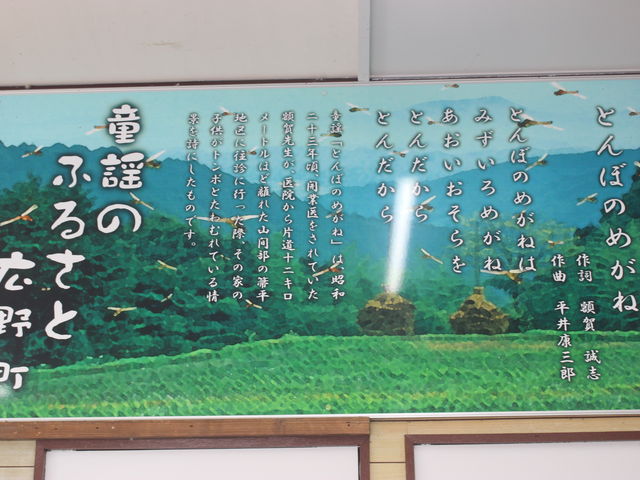 とんぼのめがね
作詞　額賀　誠志
作曲　平井康三郎
とんぼのめがねは
みずいろめがね
あおいおそらを
とんだから
とんだから
童謡「とんぼのめがね」は、昭和
二十三年頃、開業医をされていた
額賀先生が、医院から片道十二キロ
メートルほど離れた山間部の箒平
地区に往診に行った際、その家の
子供がトンボとたわむれている情
景を詩にしたものです。
童謡の
ふるさと
広野町